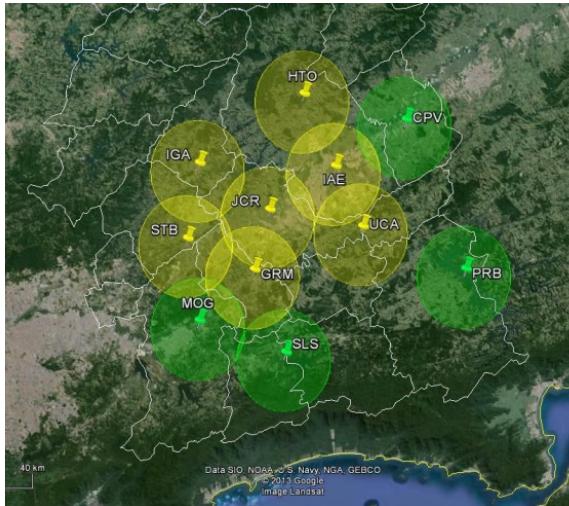 HTO
CPV
IGA
IAE
JCR
STB
UCA
GRM
PRB
MOG
SLS
40 km
Data SIO, NOAA, U.S. Navy, NGA, GEBCO
© 2013 Google
Image Landsat